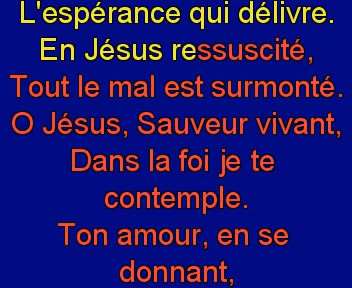 L'espérance qui délivre.
En Jésus ressuscité,
Tout le mal est surmonté.
O Jésus, Sauveur vivant,
Dans la foi je te
contemple.
Ton amour, en se
donnant,